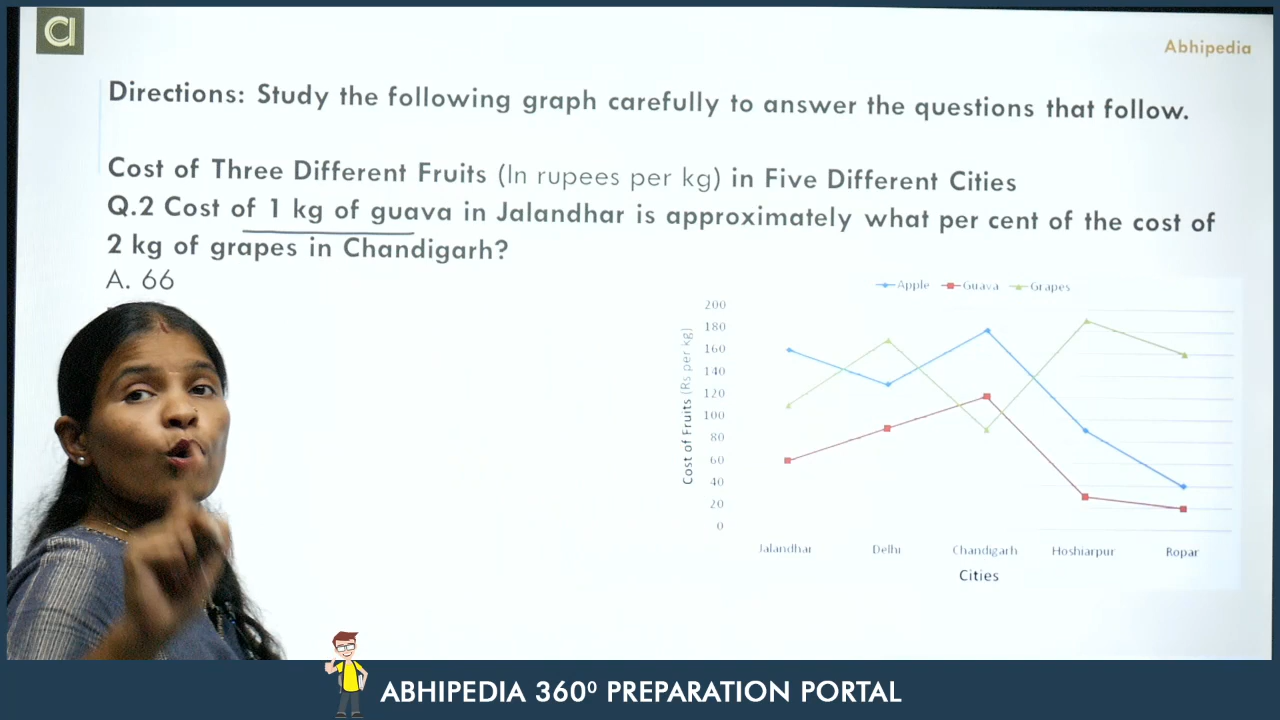 a
Abhipedia
Directions: Study the following graph carefully to answer the questions that follow.
Cost of Three Different Fruits (In rupees per kg) in Five Different Cities
Q.2 Cost of 1 kg of guava in Jalandhar is approximately what per cent of the cost of
2 kg of grapes in Chandigarh?
A. 66
Apple Guava Grapes
Cost of Fruits (Rs per kg)
200
180
160
140
120
100
80
60
40
20
0
Jalandhar Delhi Chandigarh Hoshiarpur Ropar
Cities
ABHIPEDIA 360⁰ PREPARATION PORTAL